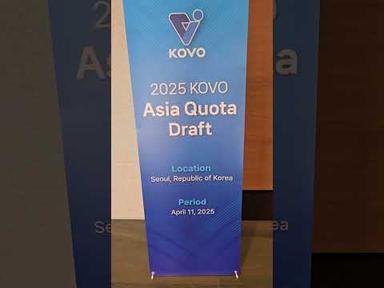 KOVO
2025 KOVO
Asia Quota
Draft
Location
Seoul, Republic of Korea
Period
April 11, 2025